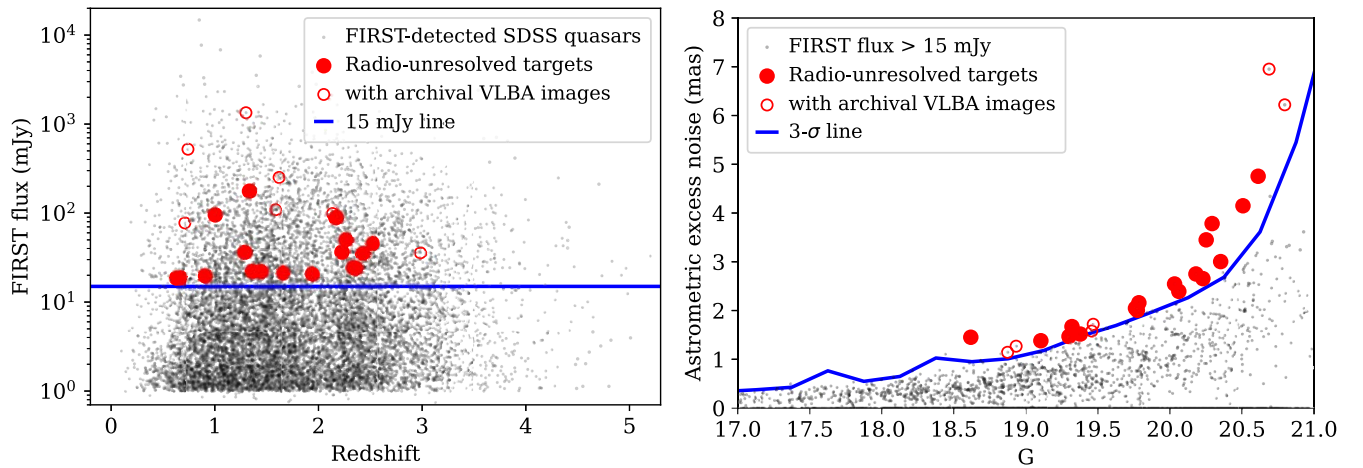 FIRST-detected SDSS quasars
Radio-unresolved targets
with archival VLBA images
15 mJy line
FIRST flux (mJy)
10⁴
10³
10²
10¹
10⁰
0 1 2 3 4 5
Redshift
FIRST flux > 15 mJy
Radio-unresolved targets
with archival VLBA images
3-σ line
Astrometric excess noise (mas)
8
7
6
5
4
3
2
1
0
17.0 17.5 18.0 18.5 19.0 19.5 20.0 20.5 21.0
G